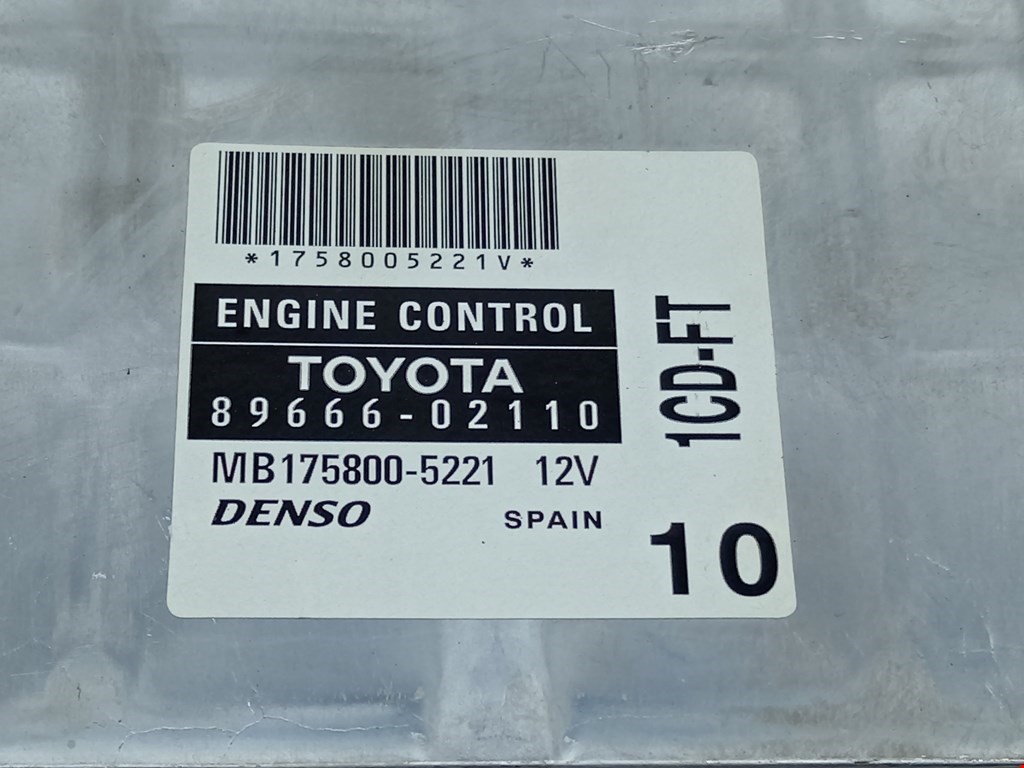 *1758005221V*
ENGINE CONTROL
TOYOTA
89666-02110
MB175800-5221 12V
DENSO SPAIN
1CD-FT
10